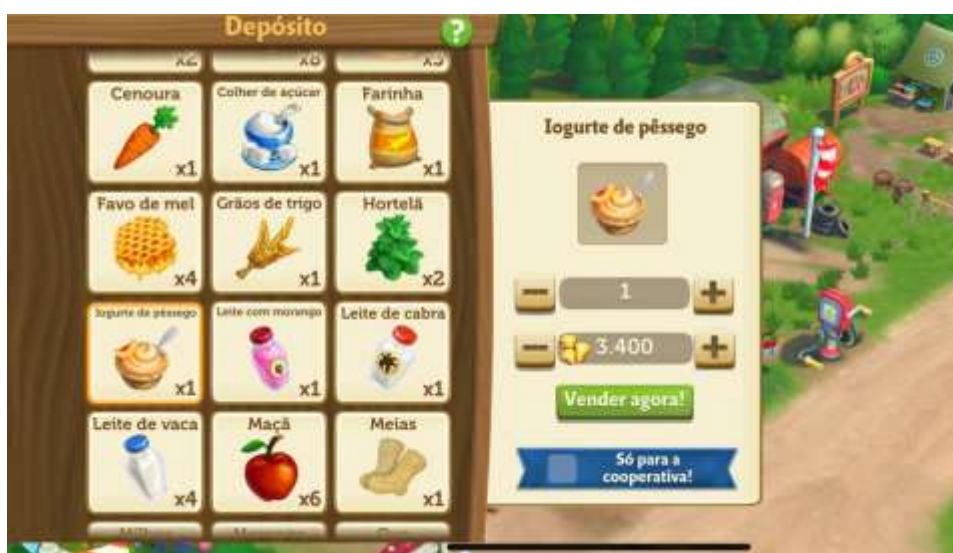 Depósito
?
x2
x8
Cenoura
x1
Colher de açúcar
x1
Farinha
x1
Favo de mel
x4
Grãos de trigo
x1
Hortelã
x2
Iogurte de pêssego
x1
Leite com morango
x1
Leite de cabra
x1
Leite de vaca
x4
Maçã
x6
Meias
x1
Iogurte de pêssego
1
3.400
Vender agora!
Só para a
cooperativa!